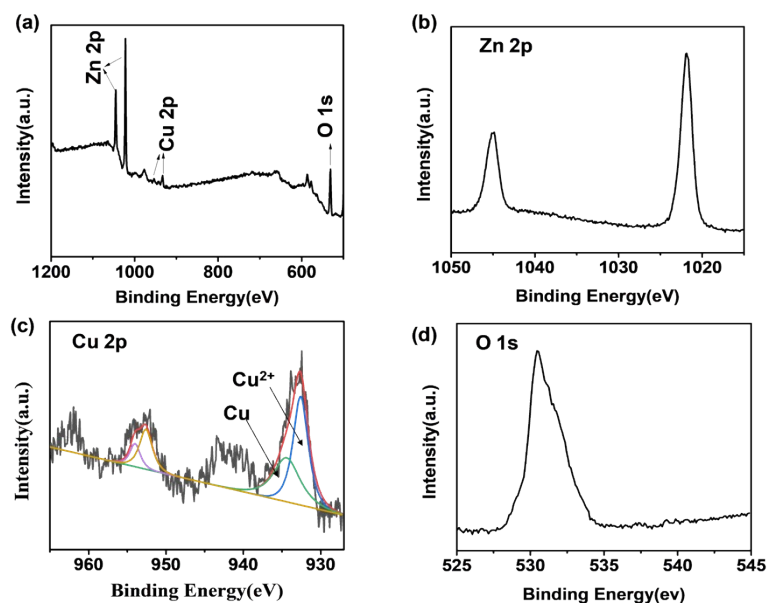 (a)
Zn 2p
Cu 2p
O 1s
Intensity(a.u.)
1200 1000 800 600
Binding Energy(eV)
(b)
Zn 2p
Intensity(a.u.)
1050 1040 1030 1020
Binding Energy(eV)
(c)
Cu 2p
Cu²⁺
Cu
Intensity(a.u.)
960 950 940 930
Binding Energy(eV)
(d)
O 1s
Intensity(a.u.)
525 530 535 540 545
Binding Energy(ev)